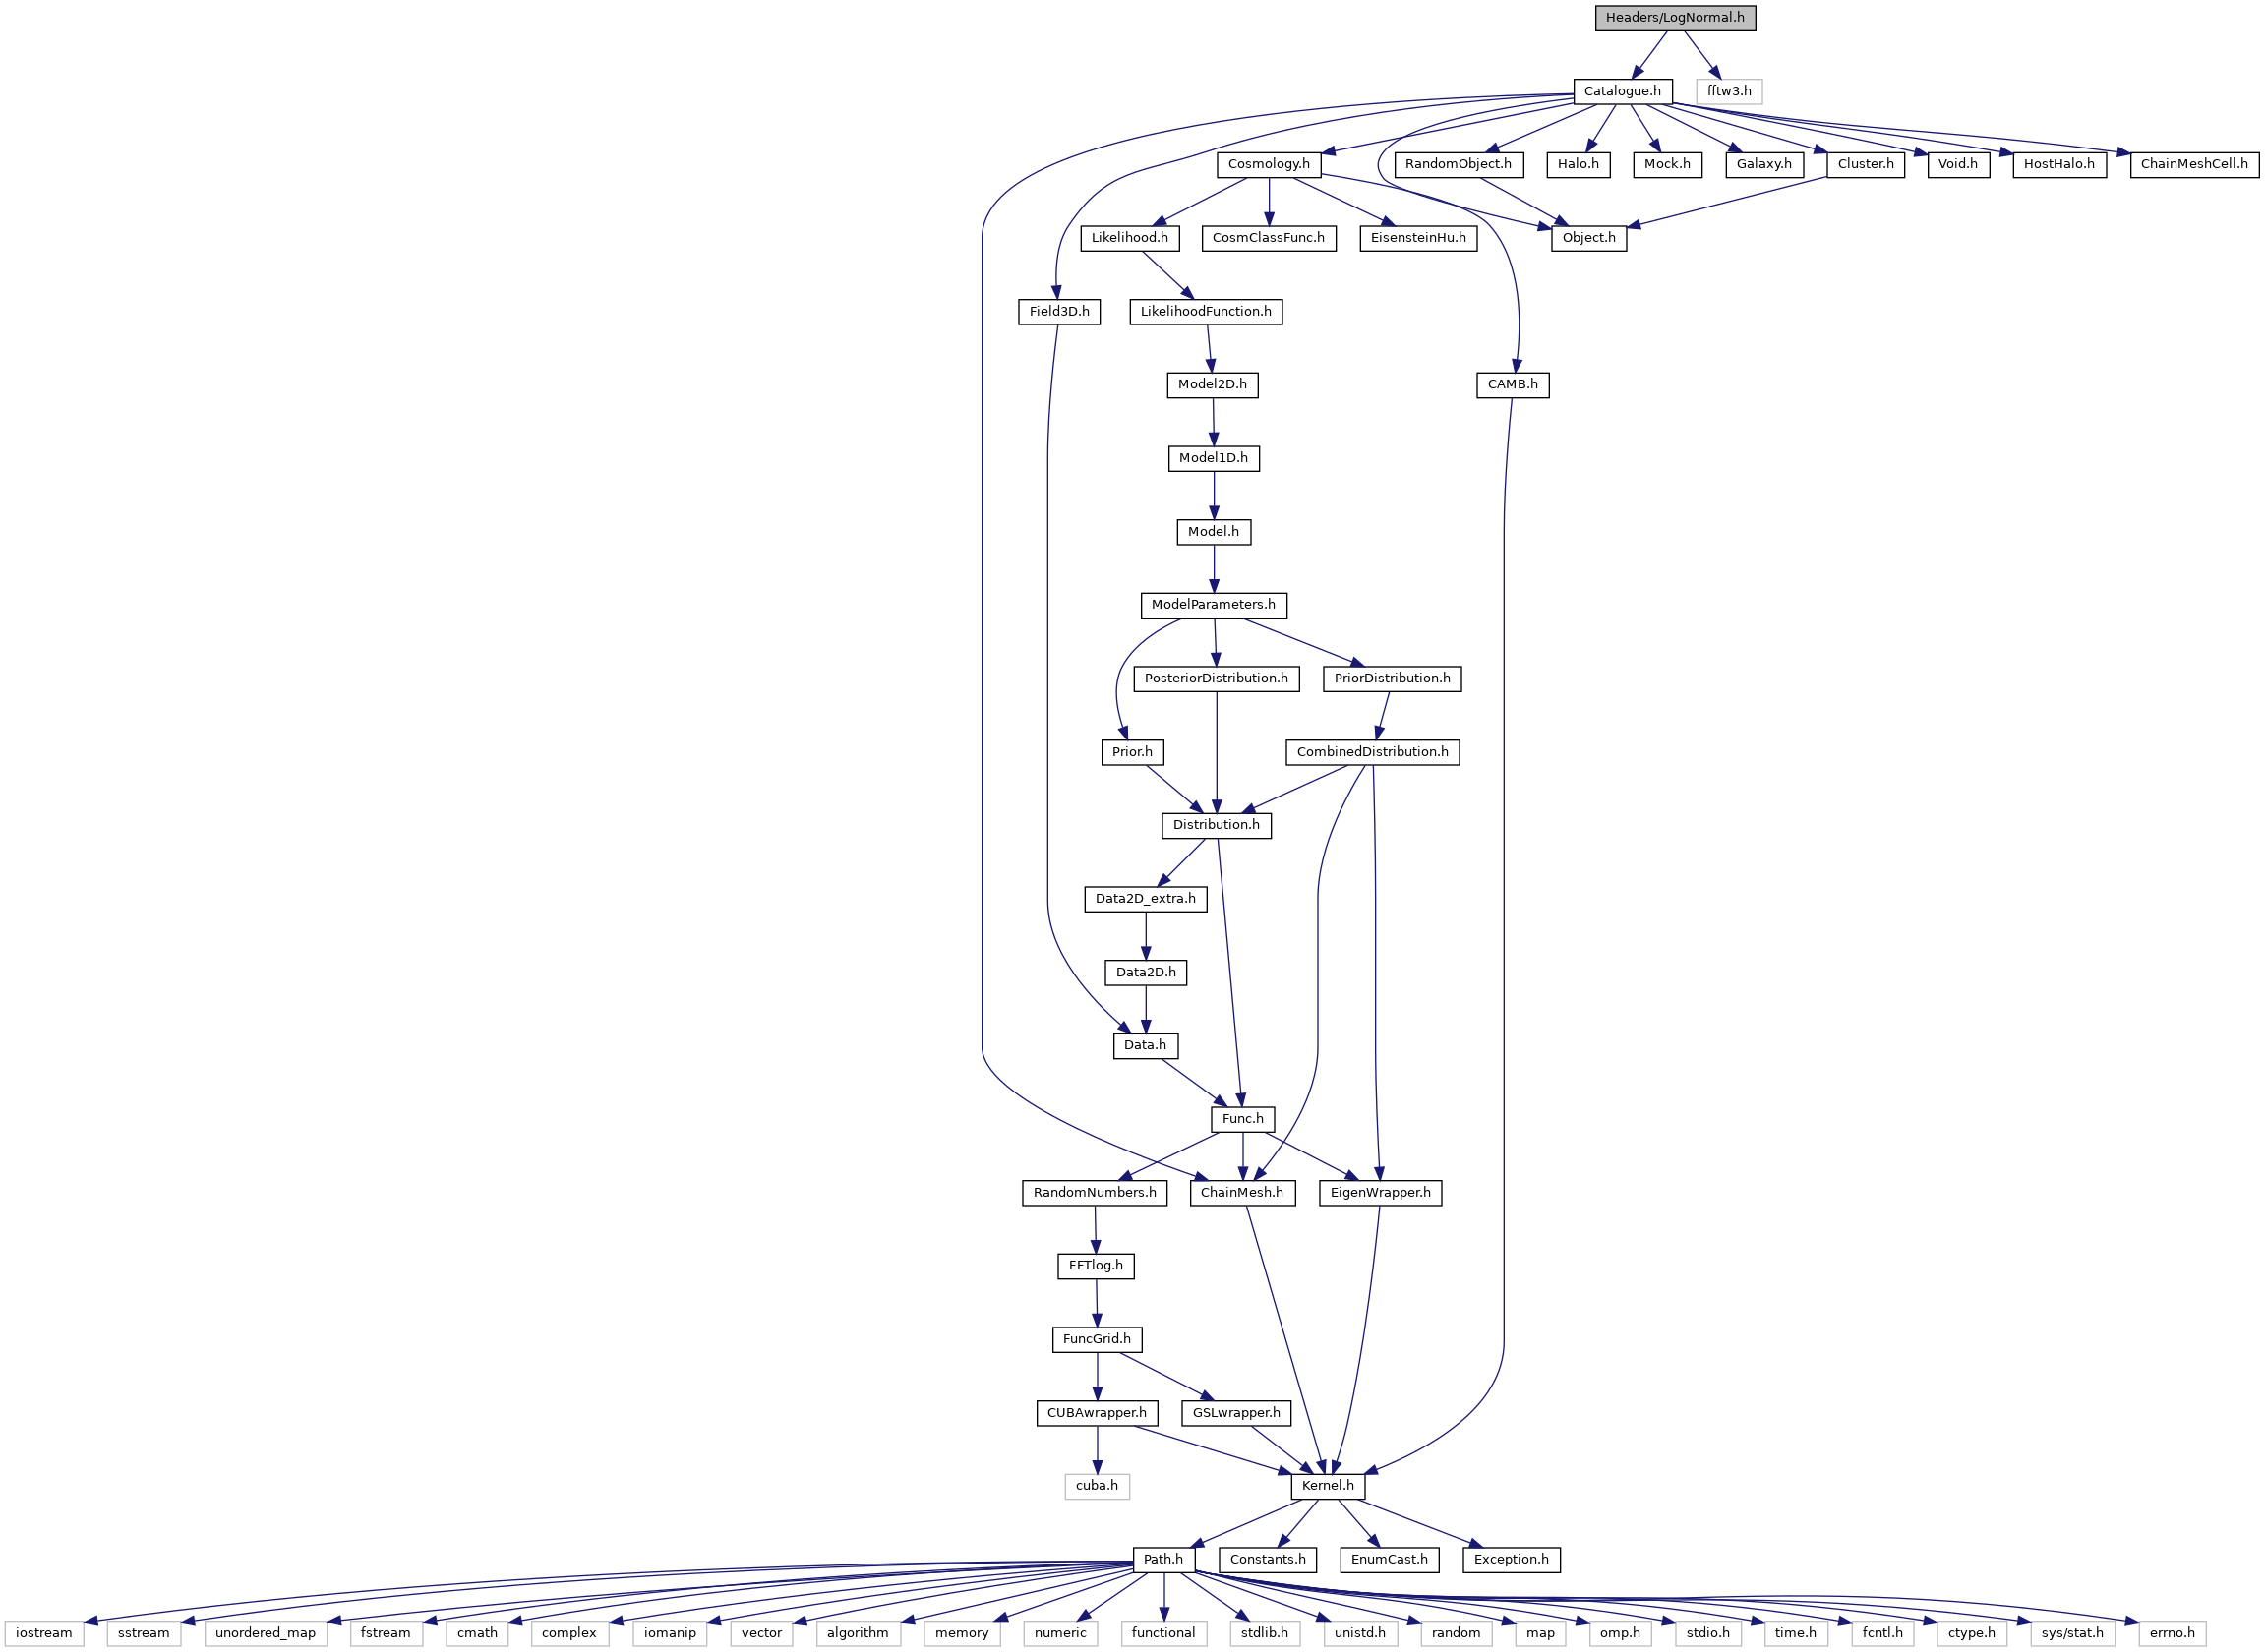 Headers/LogNormal.h
Catalogue.h
fftw3.h
Cosmology.h
RandomObject.h
Halo.h
Mock.h
Galaxy.h
Cluster.h
Void.h
HostHalo.h
ChainMeshCell.h
Likelihood.h
CosmClassFunc.h
EisensteinHu.h
Object.h
Field3D.h
LikelihoodFunction.h
Model2D.h
CAMB.h
Model1D.h
Model.h
ModelParameters.h
PosteriorDistribution.h
PriorDistribution.h
Prior.h
CombinedDistribution.h
Distribution.h
Data2D_extra.h
Data2D.h
Data.h
Func.h
RandomNumbers.h
ChainMesh.h
EigenWrapper.h
FFTlog.h
FuncGrid.h
CUBAwrapper.h
GSLwrapper.h
cuba.h
Kernel.h
Path.h
Constants.h
EnumCast.h
Exception.h
iostream
sstream
unordered_map
fstream
cmath
complex
iomanip
vector
algorithm
memory
numeric
functional
stdlib.h
unistd.h
random
map
omp.h
stdio.h
time.h
fcntl.h
ctype.h
sys/stat.h
errno.h